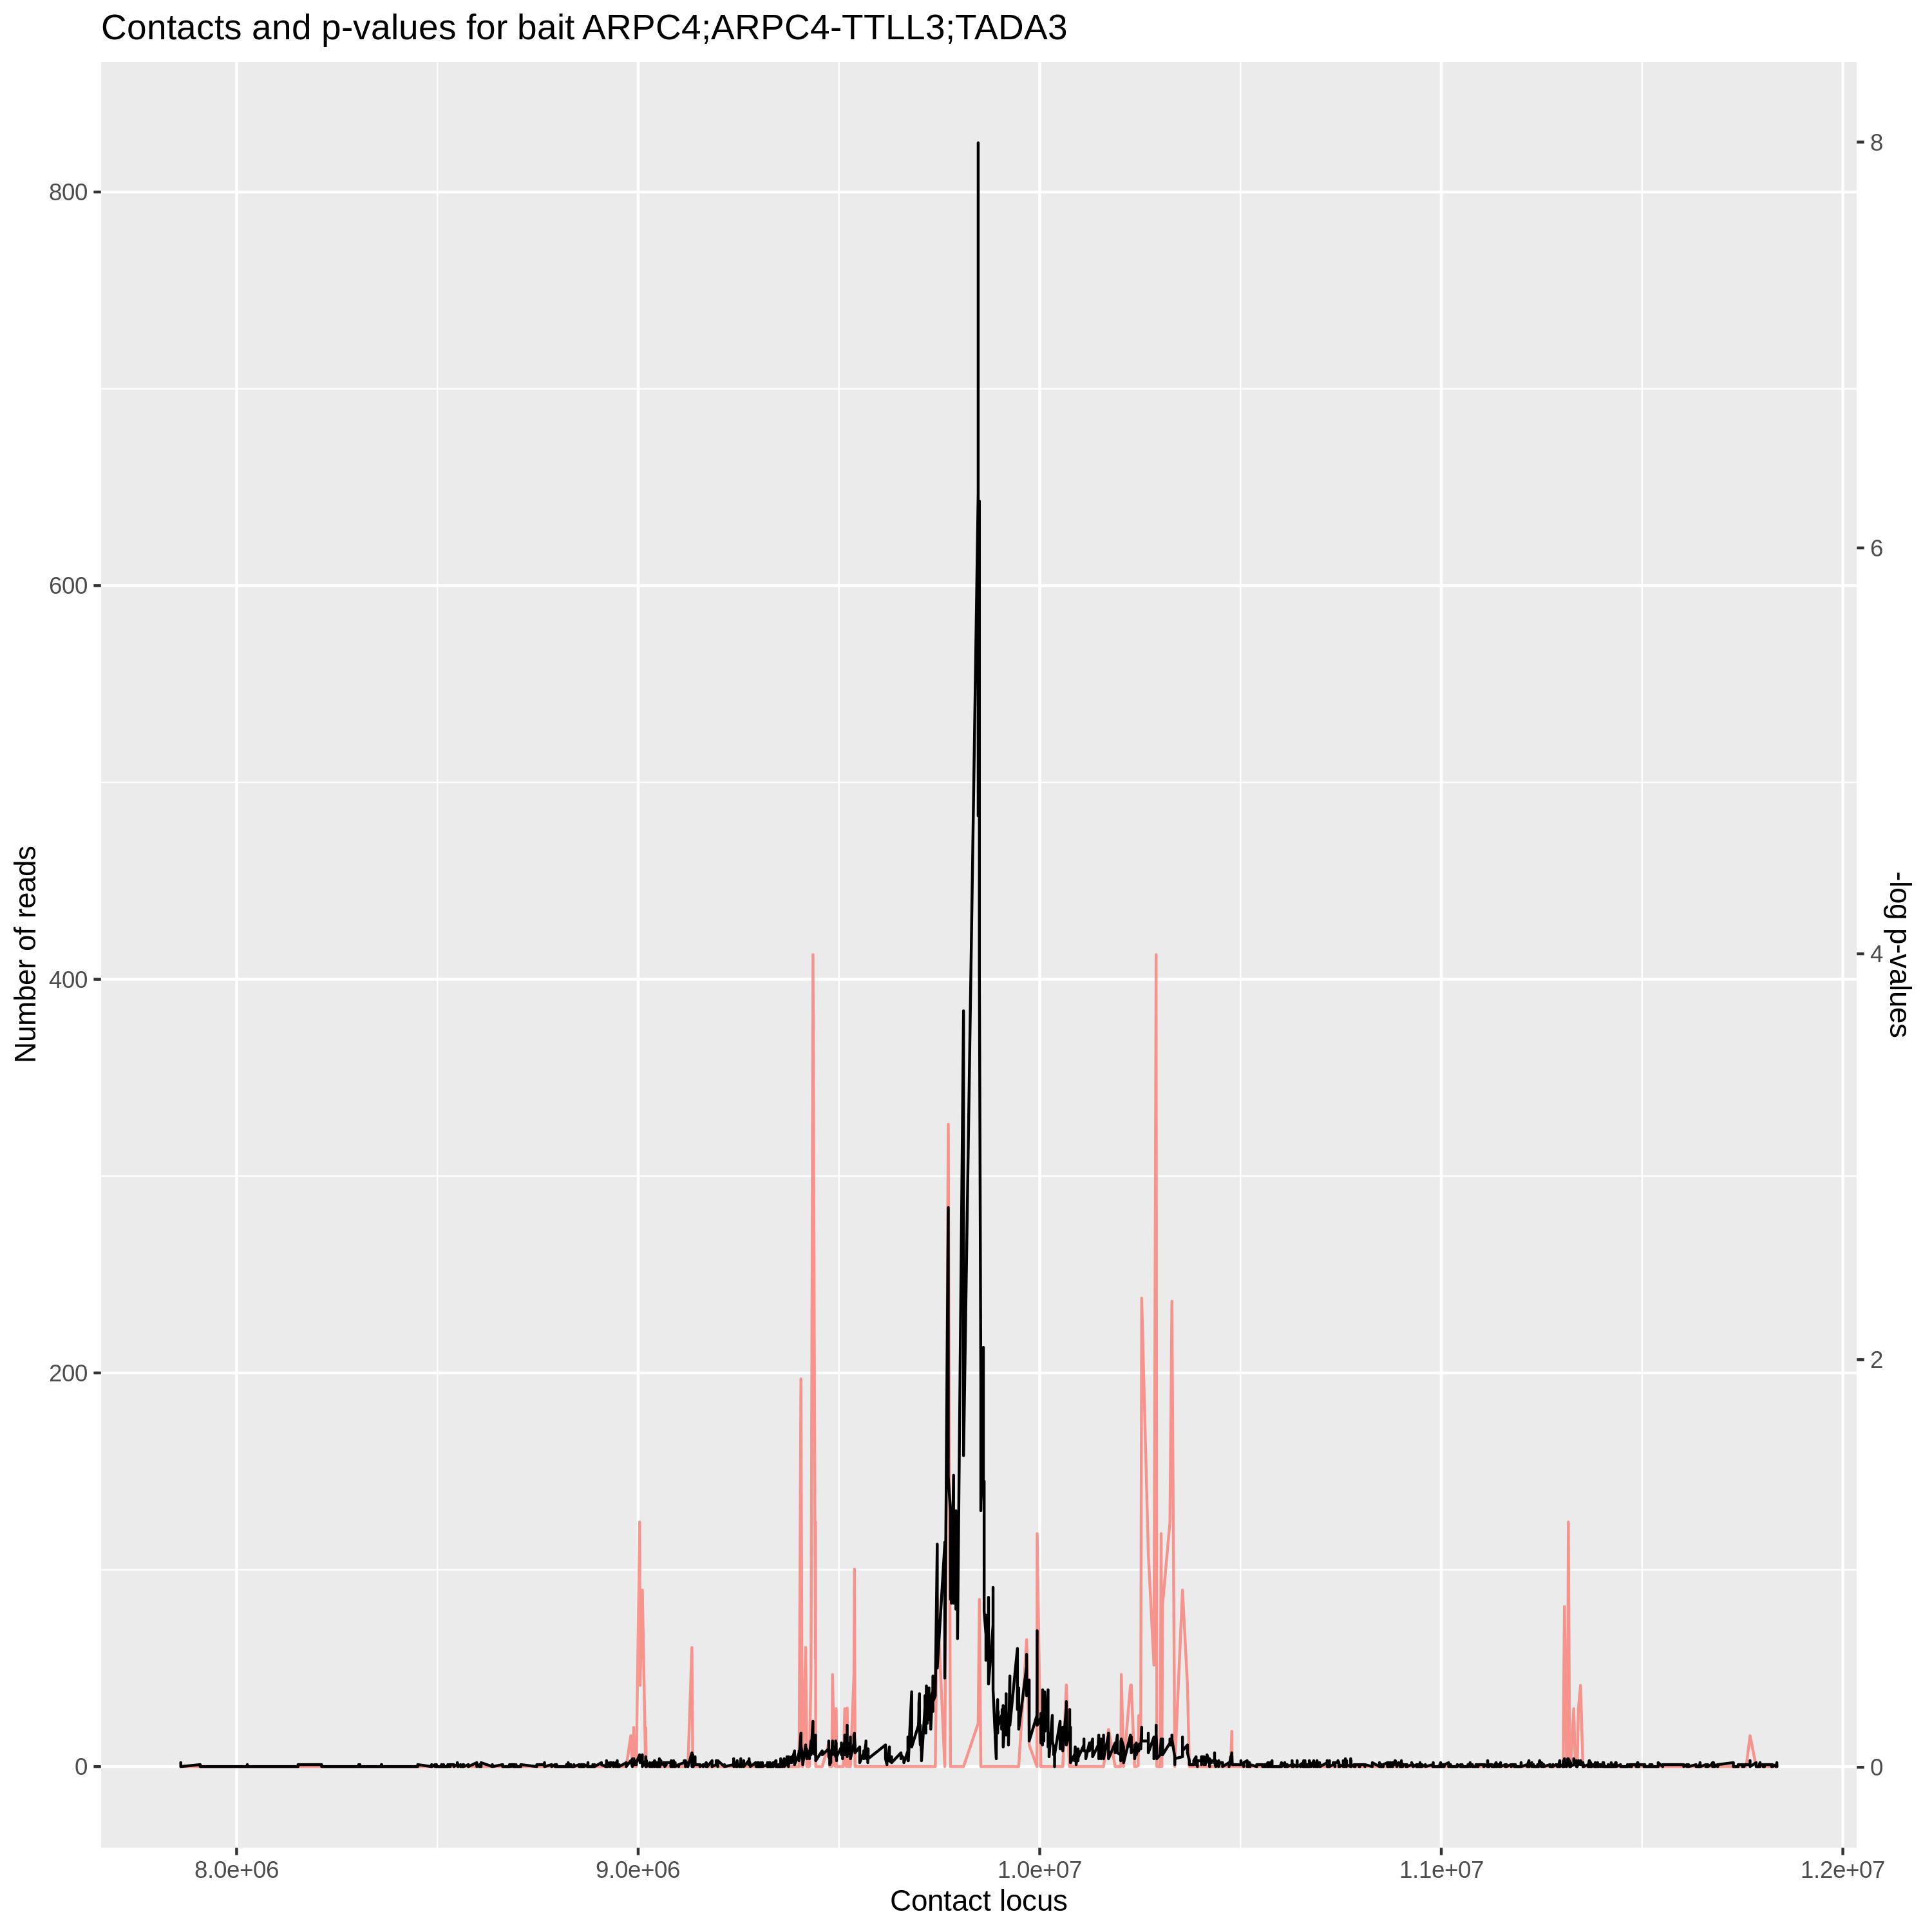 Contacts and p-values for bait ARPC4;ARPC4-TTLL3;TADA3
8
800
6
600
Number of reads
-log p-values
4
400
2
200
0
0
8.0e+06
9.0e+06
1.0e+07
1.1e+07
1.2e+07
Contact locus